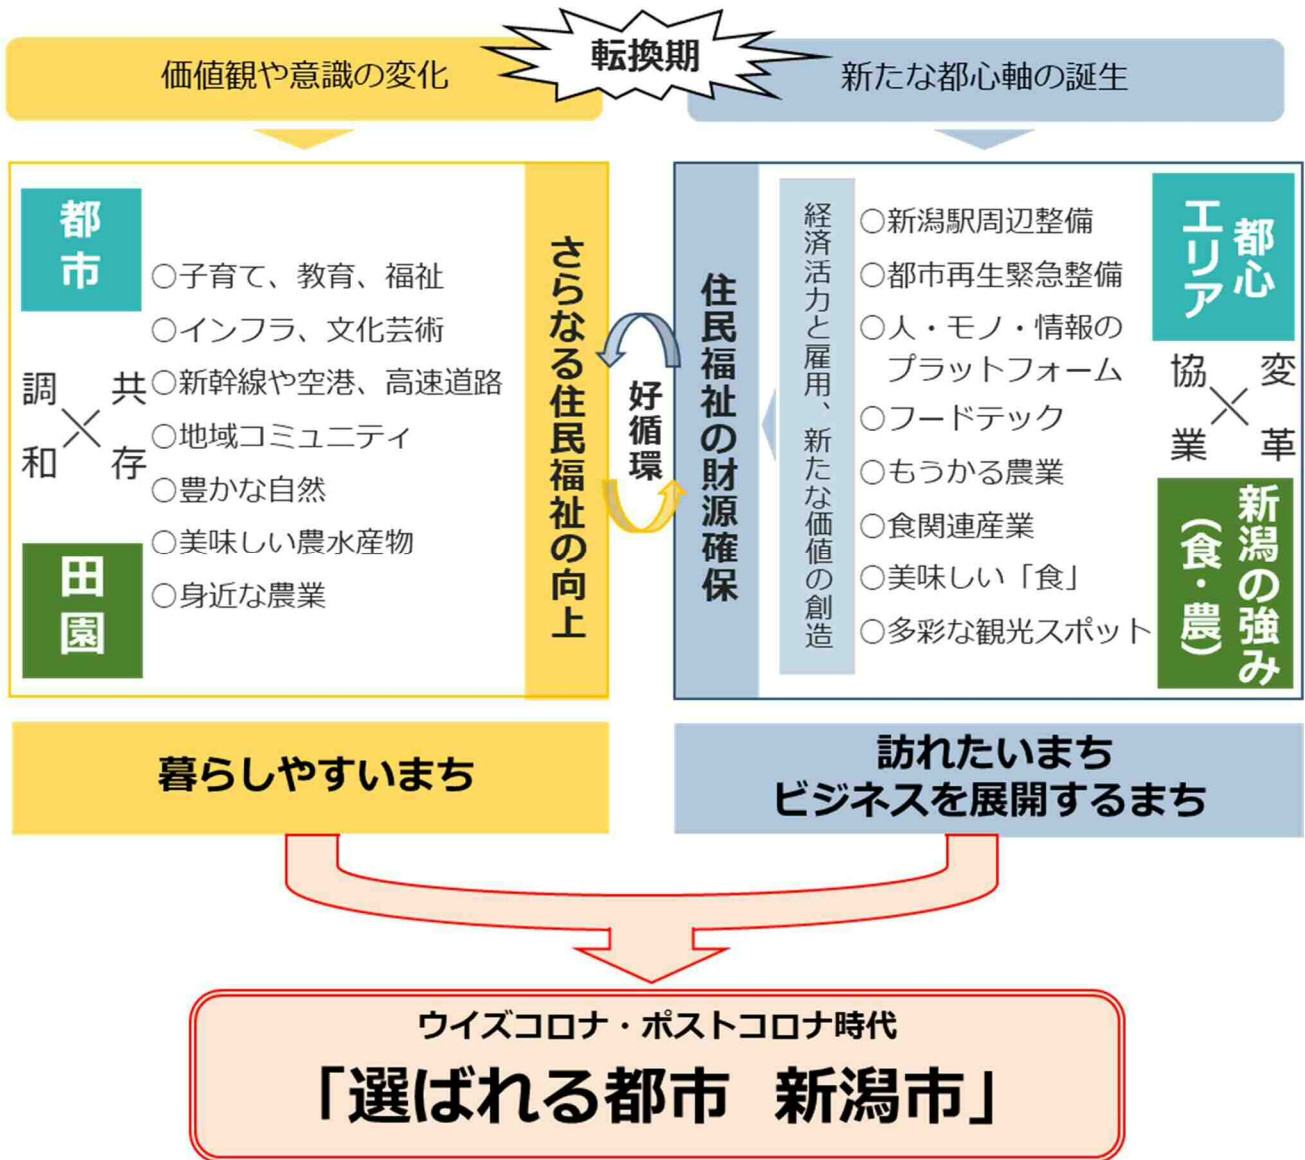 転換期
価値観や意識の変化
新たな都心軸の誕生
都市
調和
共存
田園
○子育て、教育、福祉
○インフラ、文化芸術
○新幹線や空港、高速道路
○地域コミュニティ
○豊かな自然
○美味しい農水産物
○身近な農業
さらなる住民福祉の向上
好循環
住民福祉の財源確保
経済活力と雇用、新たな価値の創造
○新潟駅周辺整備
○都市再生緊急整備
○人・モノ・情報の
プラットフォーム
○フードテック
○もうかる農業
○食関連産業
○美味しい「食」
○多彩な観光スポット
都心
エリア
変革
協業
新潟の強み
(食・農)
暮らしやすいまち
訪れたいまち
ビジネスを展開するまち
ウイズコロナ・ポストコロナ時代
「選ばれる都市 新潟市」